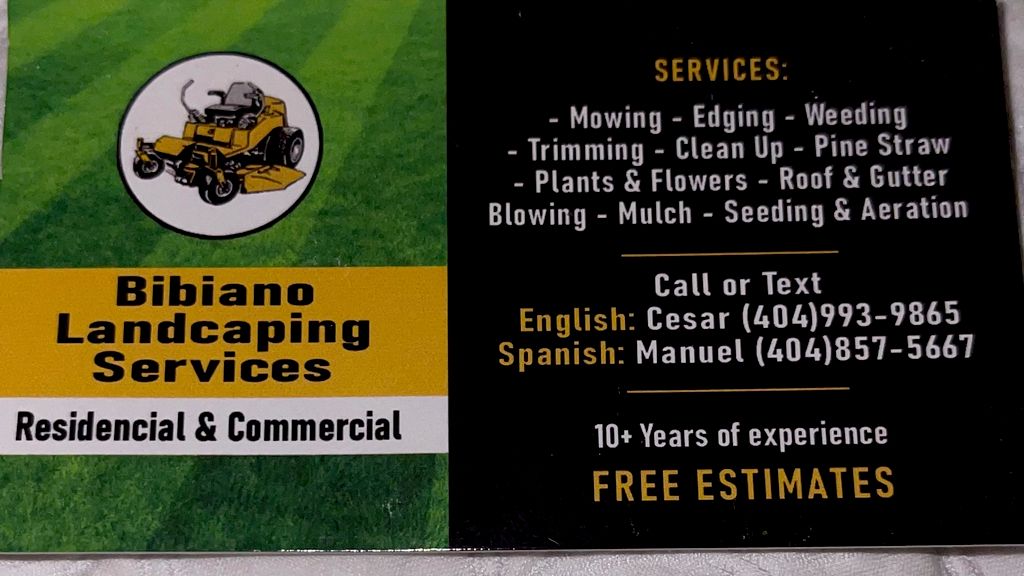 Bibiano
Landcaping
Services
Residencial & Commercial
SERVICES:
- Mowing - Edging - Weeding
- Trimming - Clean Up - Pine Straw
- Plants & Flowers - Roof & Gutter
Blowing - Mulch - Seeding & Aeration
Call or Text
English: Cesar (404)993-9865
Spanish: Manuel (404)857-5667
10+ Years of experience
FREE ESTIMATES